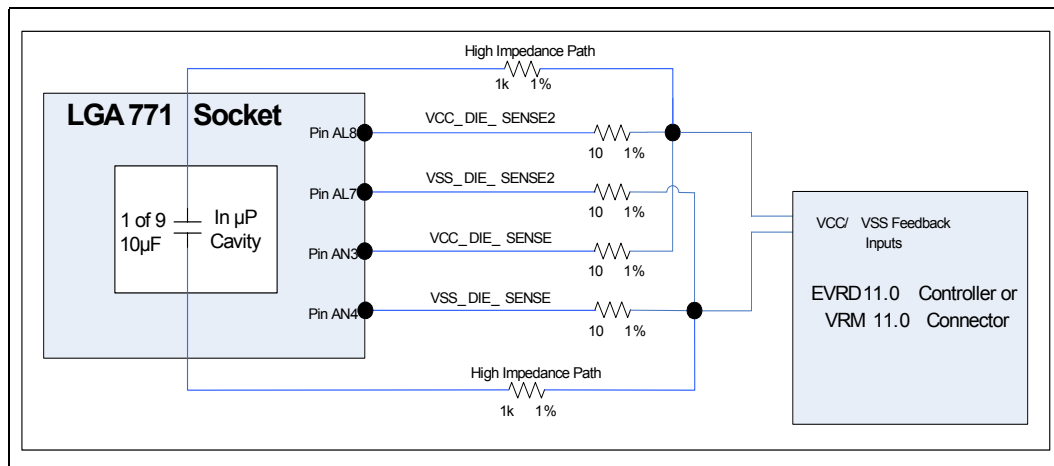 High Impedance Path
1k 1%
LGA 771 Socket
Pin AL8
VCC_DIE_ SENSE2
10 1%
Pin AL7
VSS_DIE_ SENSE2
10 1%
1 of 9
10µF
In µP
Cavity
Pin AN3
VCC_DIE_ SENSE
10 1%
Pin AN4
VSS_DIE_ SENSE
10 1%
High Impedance Path
1k 1%
VCC/ VSS Feedback
Inputs
EVRD11.0 Controller or
VRM 11.0 Connector